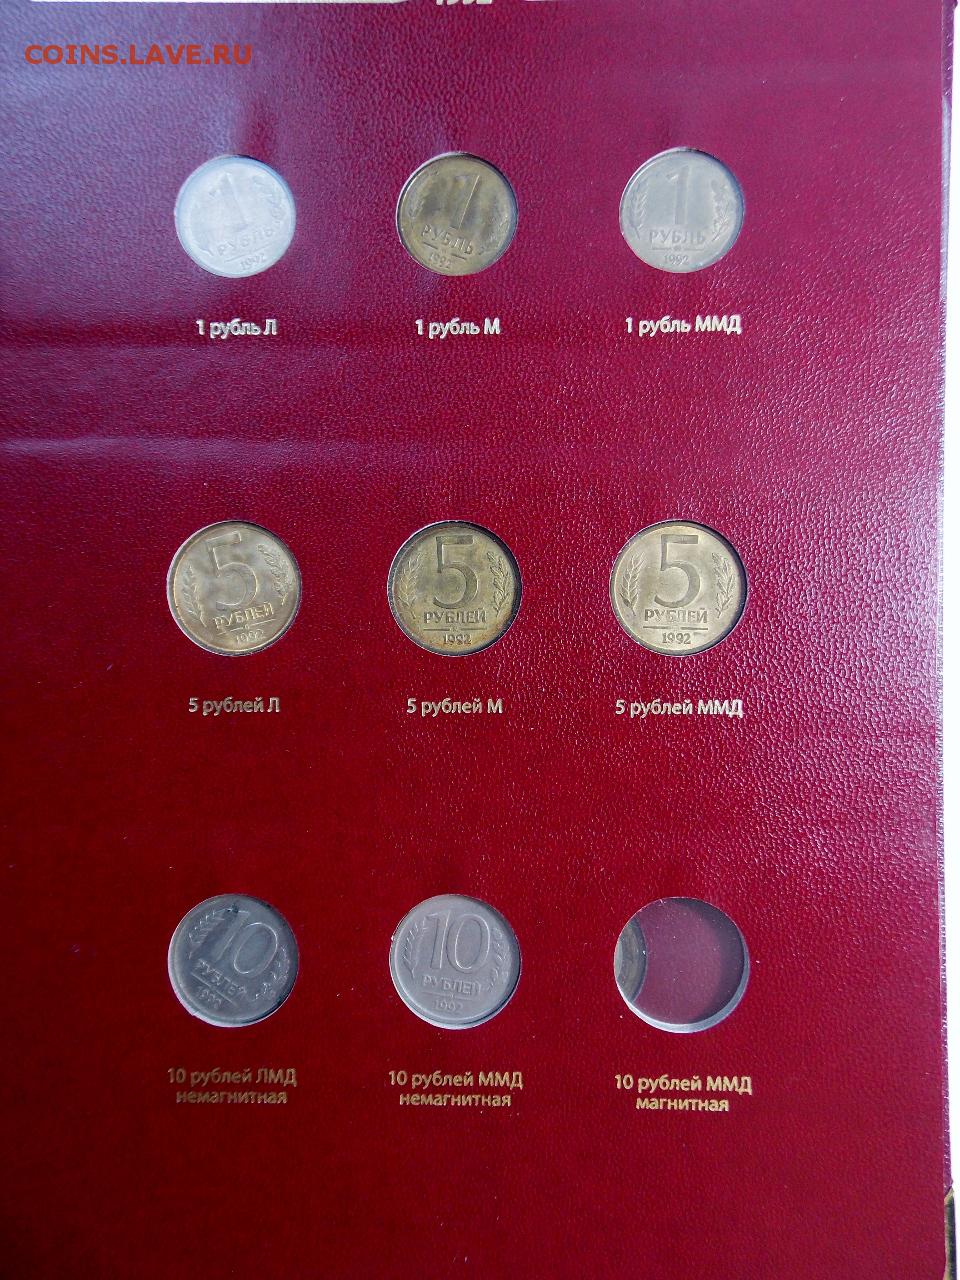 1992
COINS.LAVE.RU
1 РУБЛЬ 1992
1 РУБЛЬ 1992
1 РУБЛЬ 1992
1 рубль Л
1 рубль М
1 рубль ММД
5 РУБЛЕЙ 1992
5 РУБЛЕЙ 1992
5 РУБЛЕЙ 1992
5 рублей Л
5 рублей М
5 рублей ММД
10 РУБЛЕЙ
10 РУБЛЕЙ 1992
10 рублей ЛМД
немагнитная
10 рублей ММД
немагнитная
10 рублей ММД
магнитная